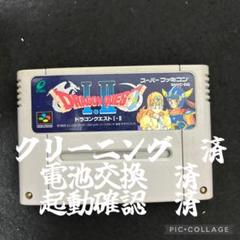 スーパーファミコン
DRAGON QUEST
I・II
ドラゴンクエストI・II
クリーニング 済
電池交換 済
起動確認 済
PIC・COLLAGE